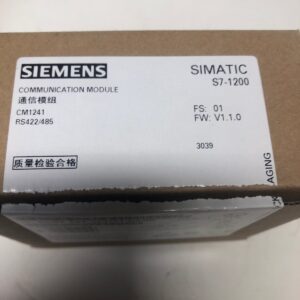 SIEMENS
SIMATIC
S7-1200
COMMUNICATION MODULE
通信模组
CM1241
RS422/485
FS: 01
FW: V1.1.0
3039
质量检验合格
AGING